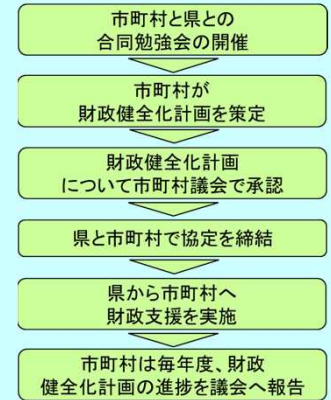 市町村と県との
合同勉強会の開催
市町村が
財政健全化計画を策定
財政健全化計画
について市町村議会で承認
県と市町村で協定を締結
県から市町村へ
財政支援を実施
市町村は毎年度、財政
健全化計画の進捗を議会へ報告